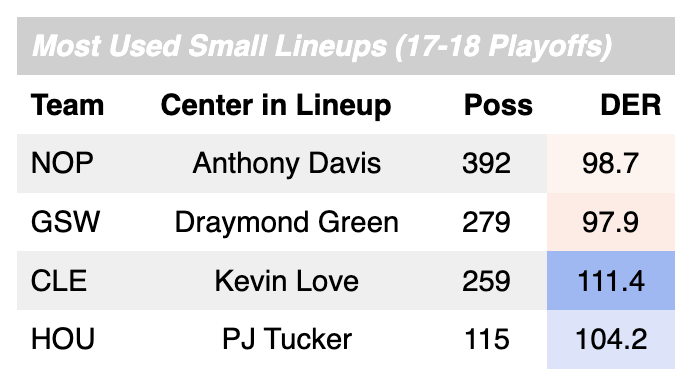 Most Used Small Lineups (17-18 Playoffs)
Team Center in Lineup Poss DER
NOP Anthony Davis 392 98.7
GSW Draymond Green 279 97.9
CLE Kevin Love 259 111.4
HOU PJ Tucker 115 104.2